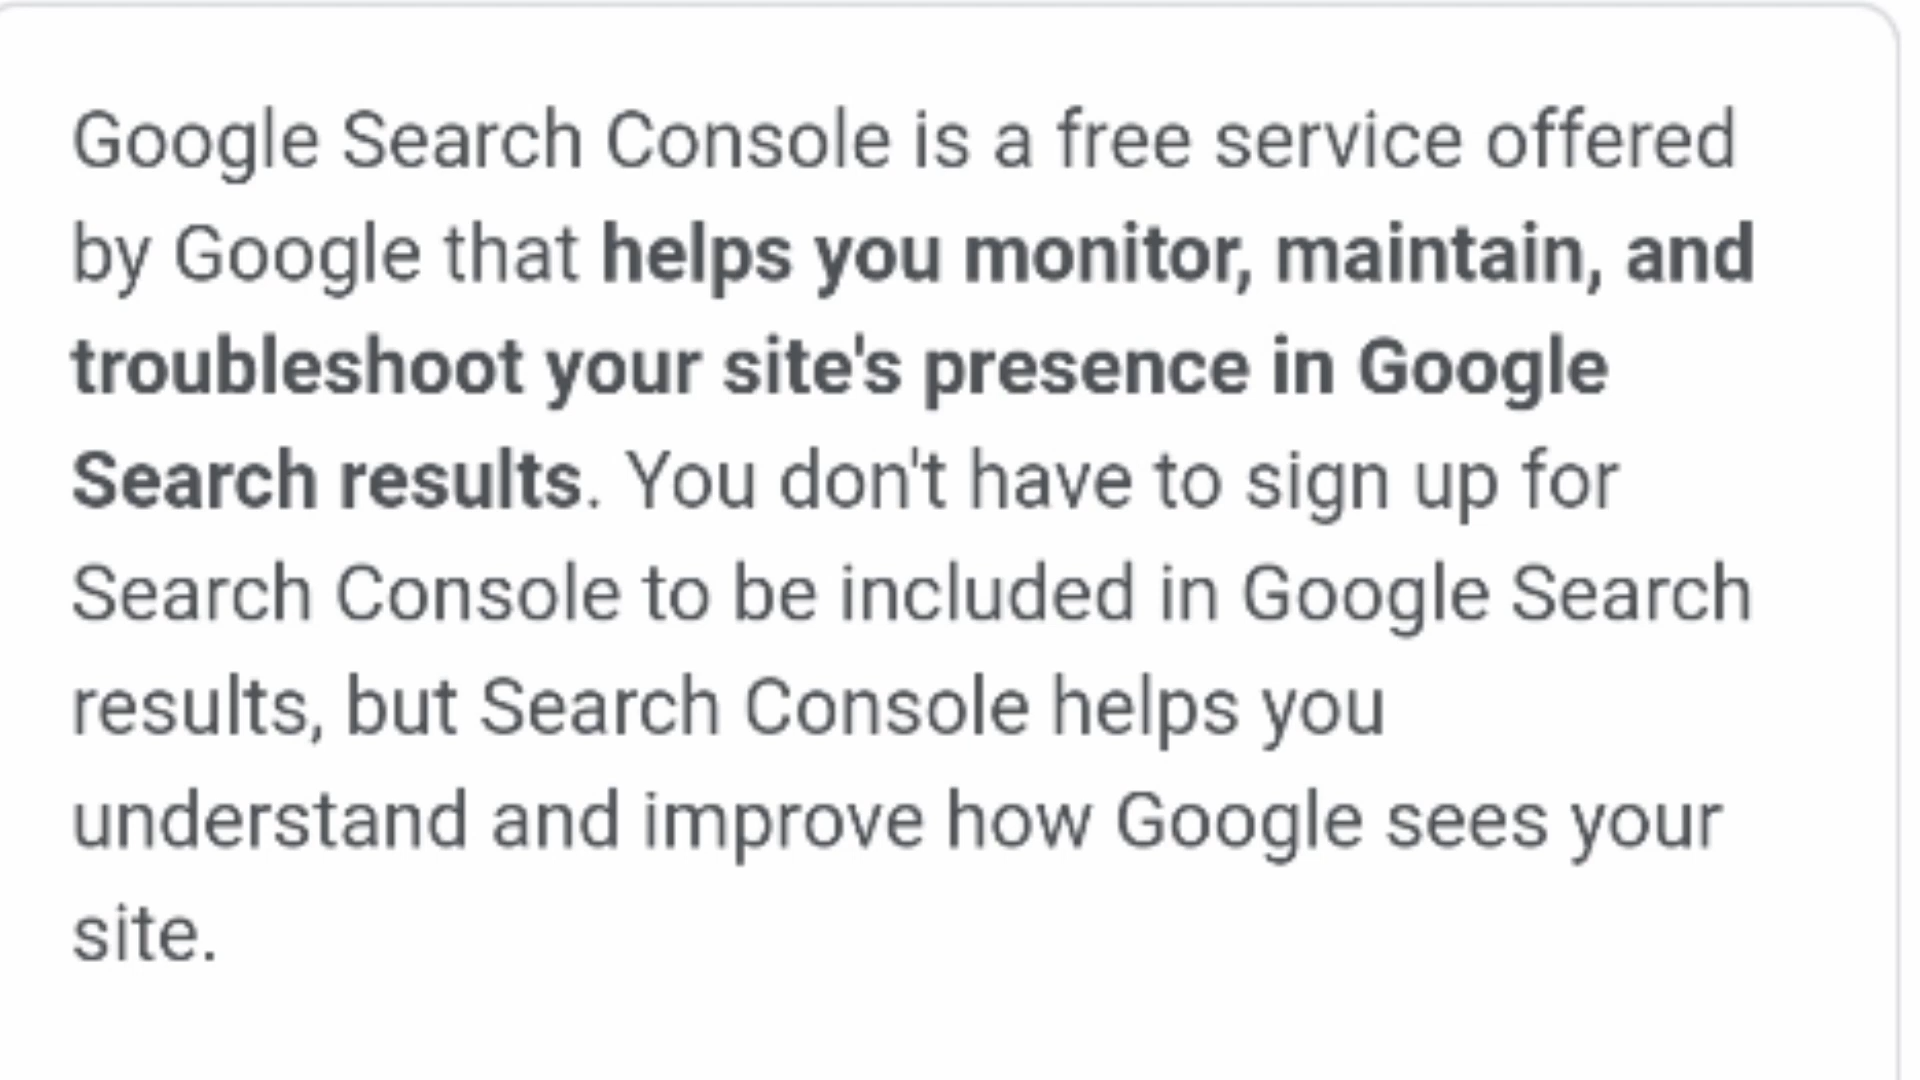 Google Search Console is a free service offered
by Google that helps you monitor, maintain, and
troubleshoot your site's presence in Google
Search results. You don't have to sign up for
Search Console to be included in Google Search
results, but Search Console helps you
understand and improve how Google sees your
site.